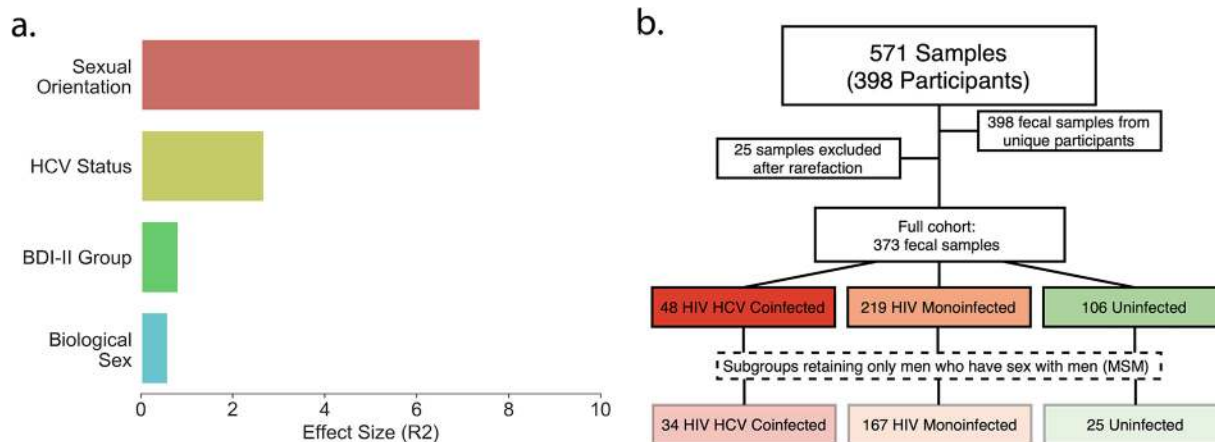 a.
Sexual
Orientation
HCV Status
BDI-II Group
Biological
Sex
0 2 4 6 8 10
Effect Size (R2)
b.
571 Samples
(398 Participants)
398 fecal samples from
unique participants
25 samples excluded
after rarefaction
Full cohort:
373 fecal samples
48 HIV HCV Coinfected 219 HIV Monoinfected 106 Uninfected
Subgroups retaining only men who have sex with men (MSM)
34 HIV HCV Coinfected 167 HIV Monoinfected 25 Uninfected